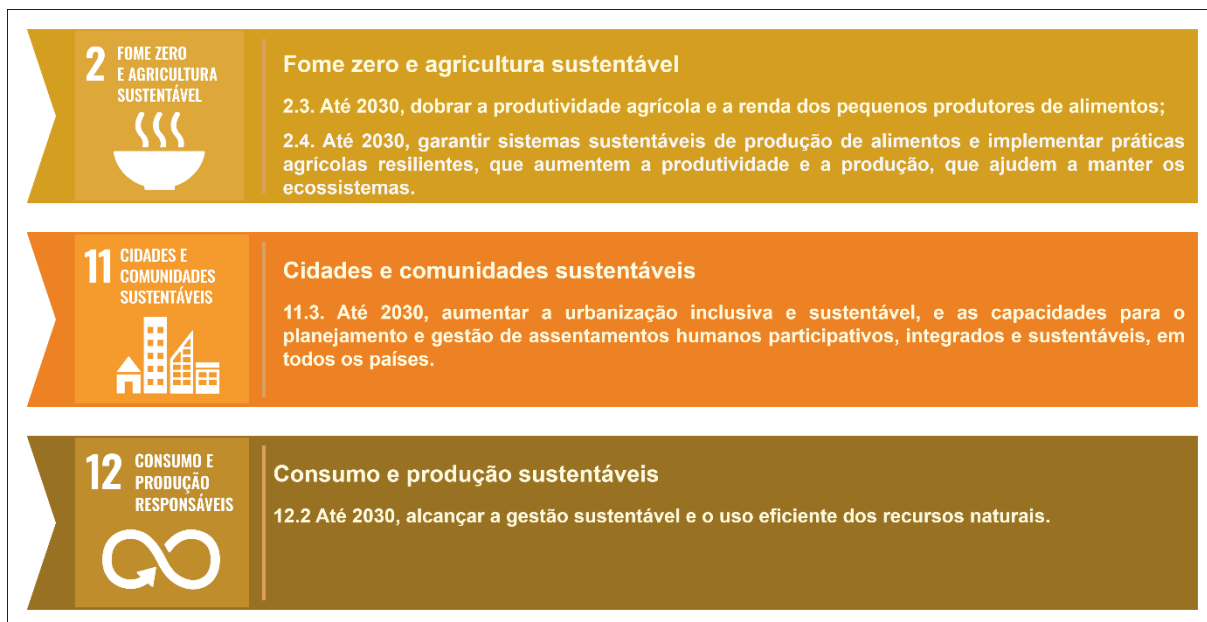 2 FOME ZERO
E AGRICULTURA
SUSTENTÁVEL
Fome zero e agricultura sustentável
2.3. Até 2030, dobrar a produtividade agrícola e a renda dos pequenos produtores de alimentos;
2.4. Até 2030, garantir sistemas sustentáveis de produção de alimentos e implementar práticas
agrícolas resilientes, que aumentem a produtividade e a produção, que ajudem a manter os
ecossistemas.
11 CIDADES E
COMUNIDADES
SUSTENTÁVEIS
Cidades e comunidades sustentáveis
11.3. Até 2030, aumentar a urbanização inclusiva e sustentável, e as capacidades para o
planejamento e gestão de assentamentos humanos participativos, integrados e sustentáveis, em
todos os países.
12 CONSUMO E
PRODUÇÃO
RESPONSÁVEIS
Consumo e produção sustentáveis
12.2 Até 2030, alcançar a gestão sustentável e o uso eficiente dos recursos naturais.